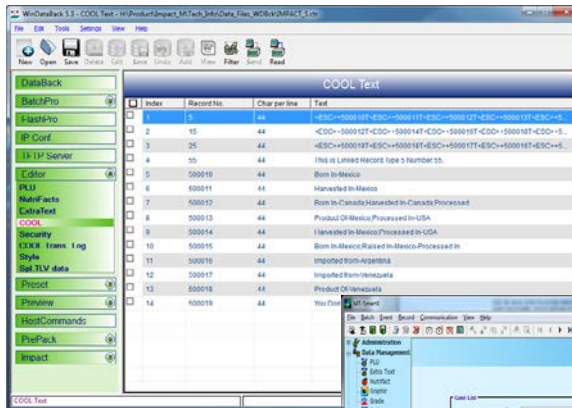 WinDataBack 5.3 - COOL Text - H:\Product\Impact_M\Tech_Info\Data_Files_WDBck\IMPACT_S.ctr
File Edit Tools Settings View Help
New Open Save Delete Edit Save Undo Add View Filter Send Read
COOL Text
DataBack
BatchPro
FlashPro
IP Conf.
TFTP Server
Editor
PLU
NutriFacts
ExtraText
COOL
Security
COOL Trans. Log
Style
Spl.TLV data
Preset
Preview
HostCommands
PrePack
Impact
Index Record No. Char per line Text
1 5 44
2 15 44
3 25 44
4 55 44 This is Linked Record Type 5 Number 55.
5 500010 44 Born In-Mexico
6 500011 44 Harvested In-Mexico
7 500012 44 Born In-Canada;Harvested In-Canada;Processed
8 500013 44 Product Of-Mexico;Processed In-USA
9 500014 44 Harvested In-Mexico;Processed In-USA
10 500015 44 Born In-Mexico;Raised In-Mexico-Processed In
11 500016 44 Imported from-Argentina
12 500017 44 Imported from-Venezuela
13 500018 44 Product Of-Venezuela
14 500019 44 You Don
COOL Text
File Batch Event Record Communication View Help
Administration
Data Management
PLU
Extra Text
Nutrifact
Graphic
Grade
Cool List